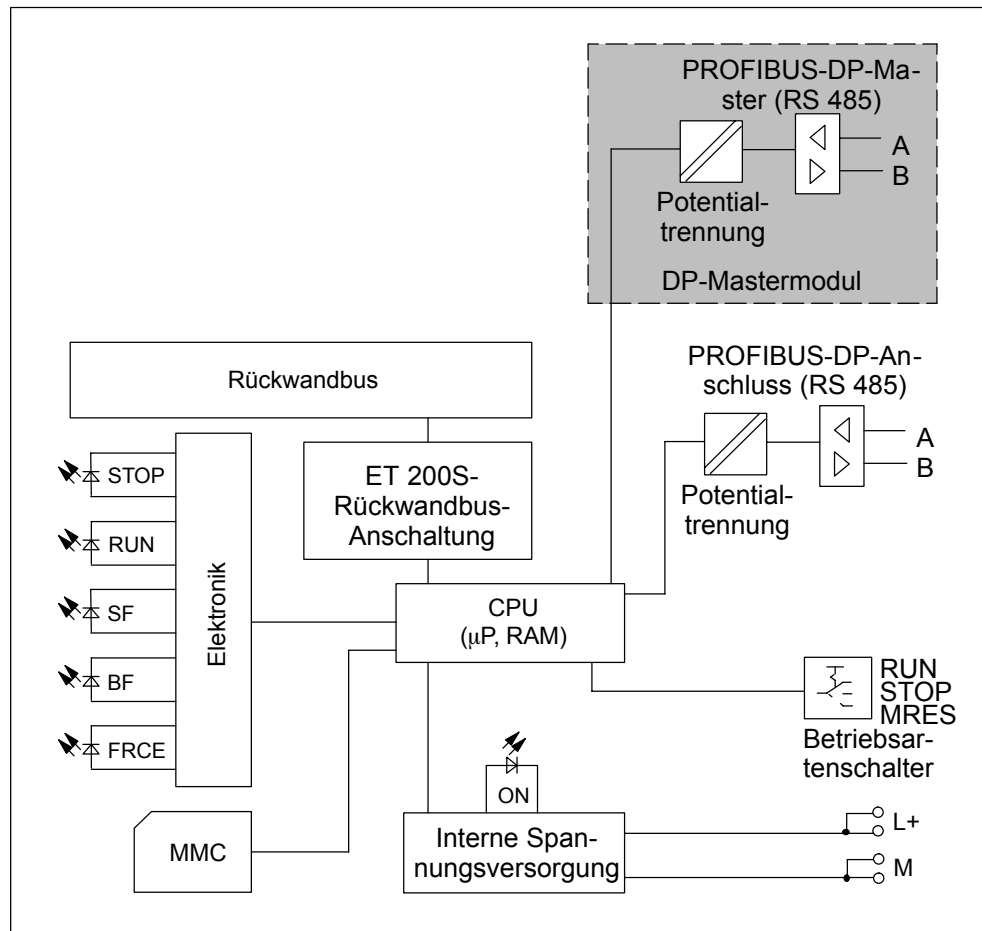 PROFIBUS-DP-Ma-
ster (RS 485)
A
B
Potential-
trennung
DP-Mastermodul
Rückwandbus
PROFIBUS-DP-An-
schluss (RS 485)
A
B
Potential-
trennung
ET 200S-
Rückwandbus-
Anschaltung
STOP
RUN
SF
BF
FRCE
Elektronik
CPU
(μP, RAM)
RUN
STOP
MRES
Betriebsar-
tenschalter
ON
MMC
Interne Span-
nungsversorgung
L+
M